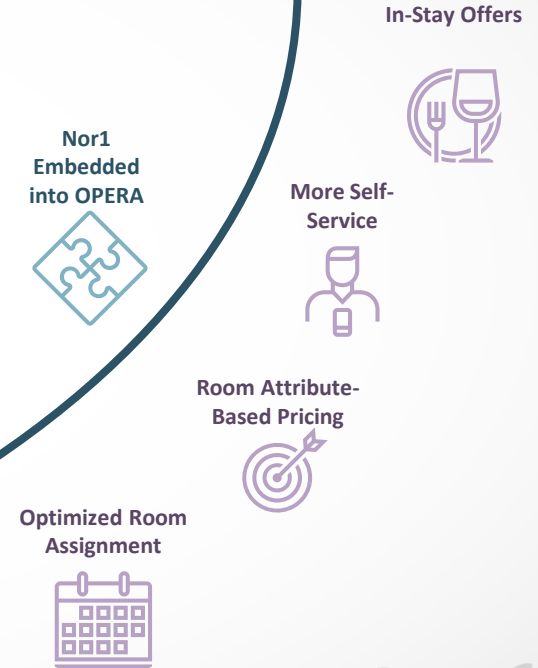 In-Stay Offers
Nor1
Embedded
into OPERA
More Self-
Service
Room Attribute-
Based Pricing
Optimized Room
Assignment